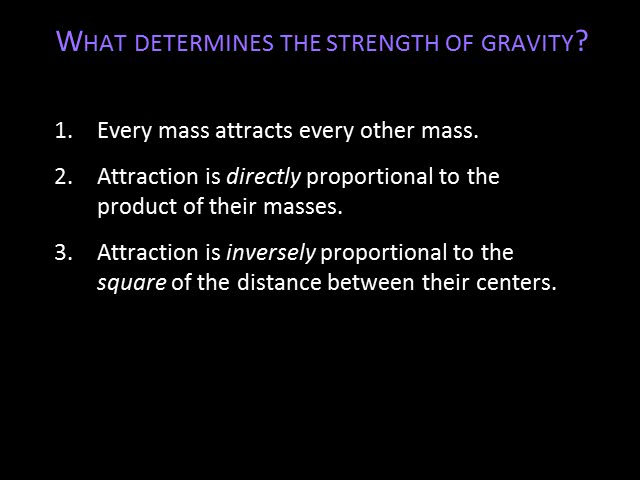 WHAT DETERMINES THE STRENGTH OF GRAVITY?
1. Every mass attracts every other mass.
2. Attraction is directly proportional to the
product of their masses.
3. Attraction is inversely proportional to the
square of the distance between their centers.